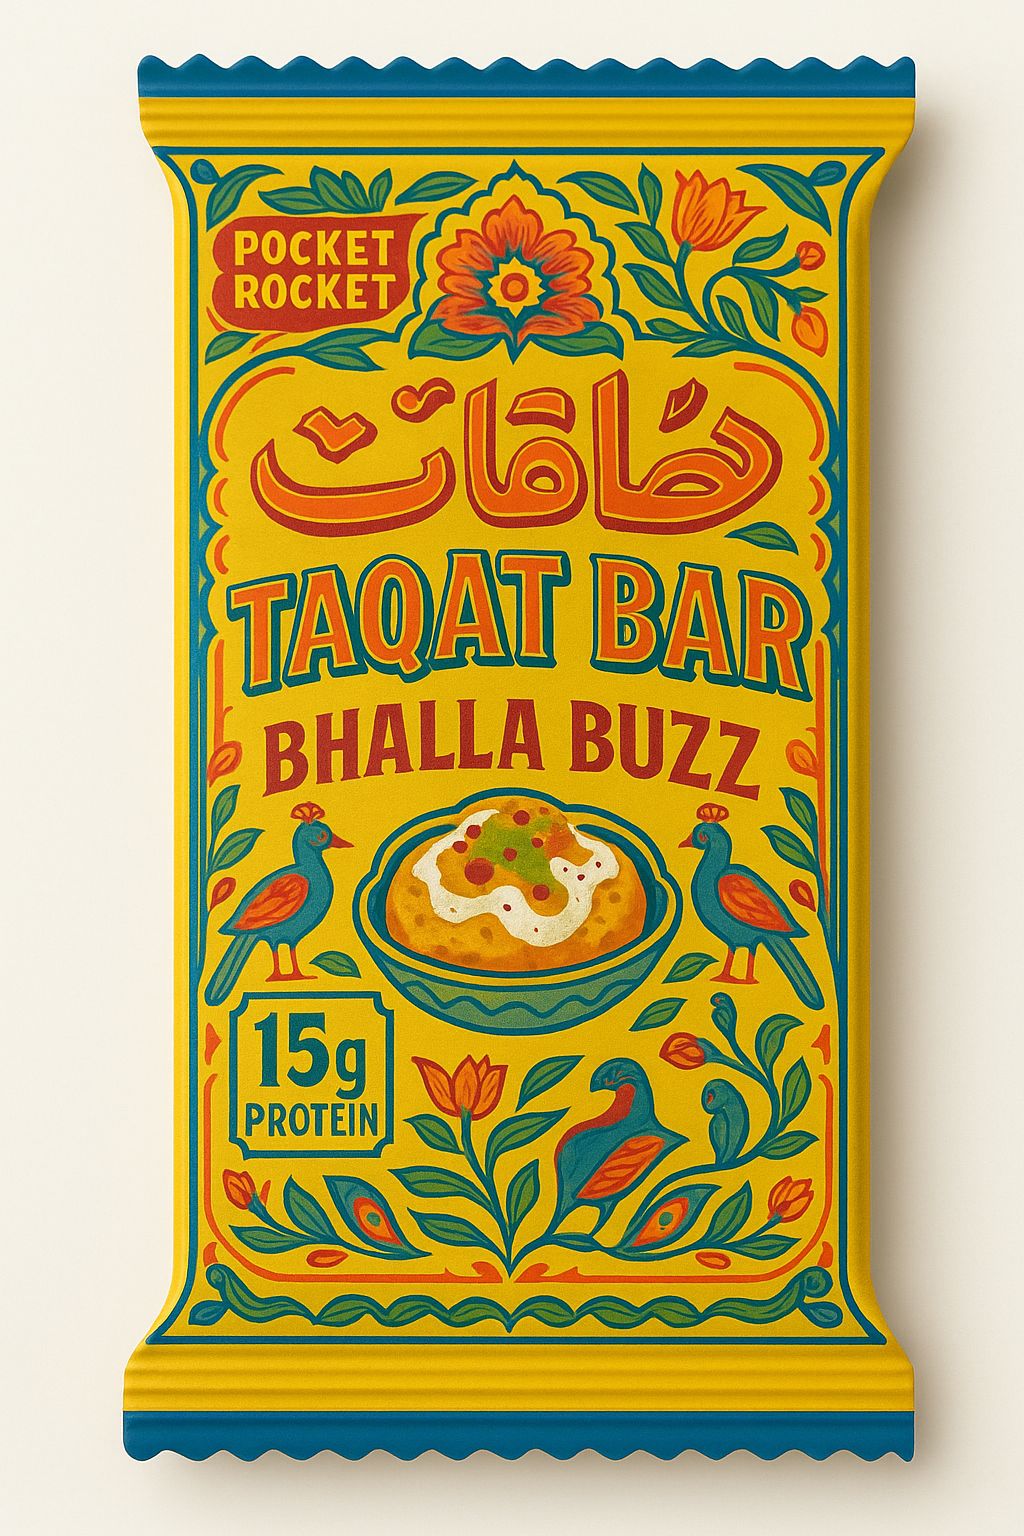 POCKET
ROCKET
TAQAT BAR
BHALLA BUZZ
15g
PROTEIN